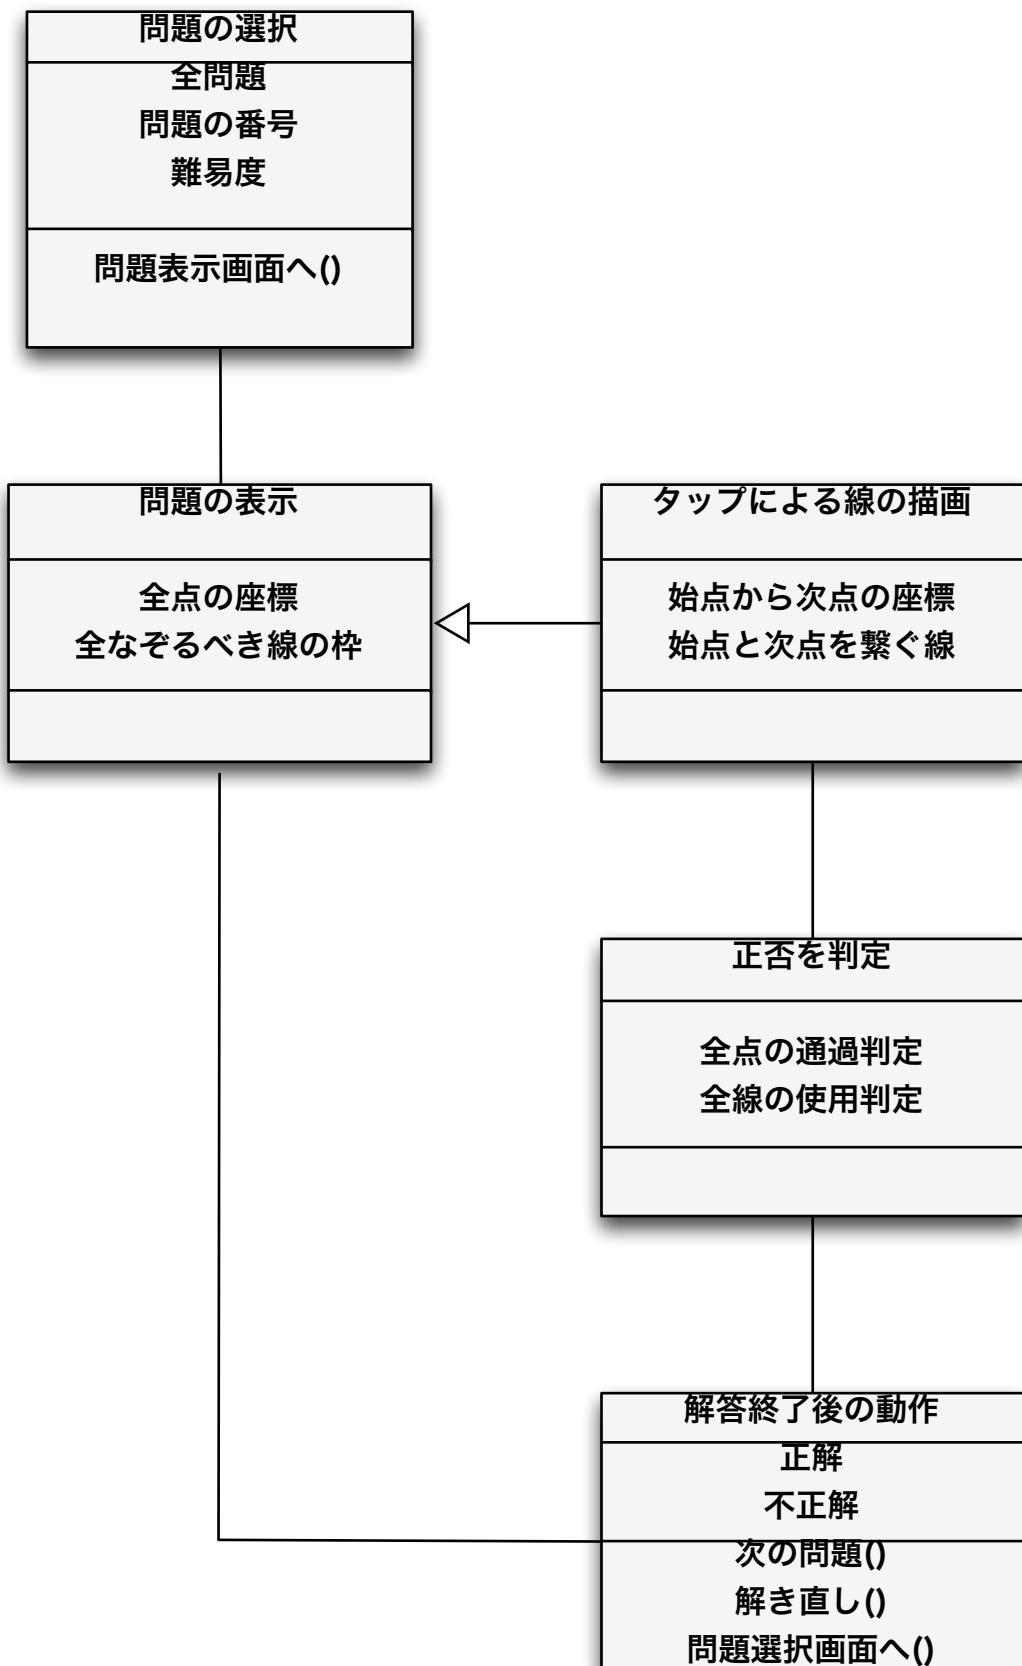 問題の選択
全問題
問題の番号
難易度
問題表示画面へ()
問題の表示
全点の座標
全なぞるべき線の枠
タップによる線の描画
始点から次点の座標
始点と次点を繋ぐ線
正否を判定
全点の通過判定
全線の使用判定
解答終了後の動作
正解
不正解
次の問題()
解き直し()
問題選択画面へ()